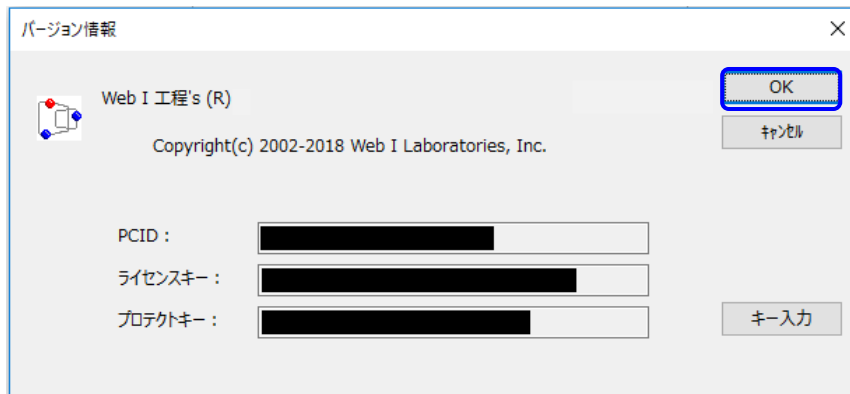 バージョン情報
Web I 工程's (R)
OK
Copyright(c) 2002-2018 Web I Laboratories, Inc.
ｷｬﾝｾﾙ
PCID：
ライセンスキー：
プロテクトキー：
キー入力